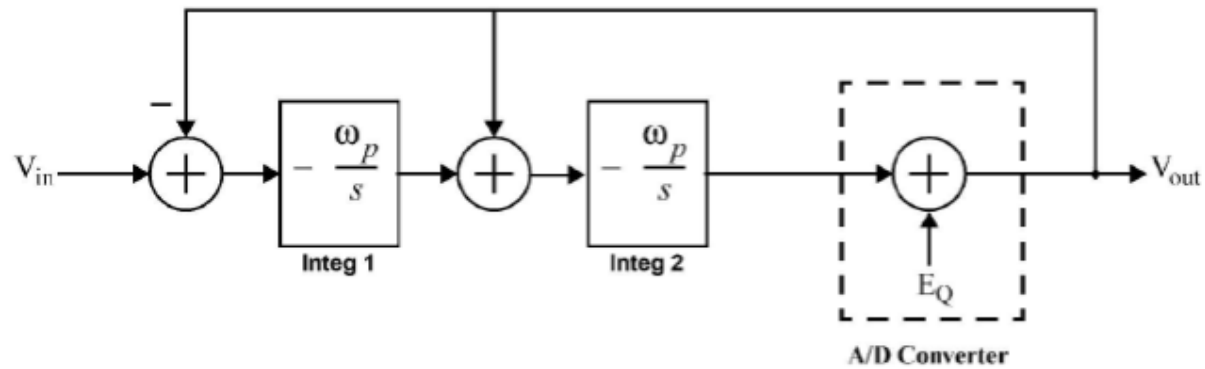 −
V_in
+
− ω_p/s
+
− ω_p/s
+
V_out
Integ 1
Integ 2
E_Q
A/D Converter